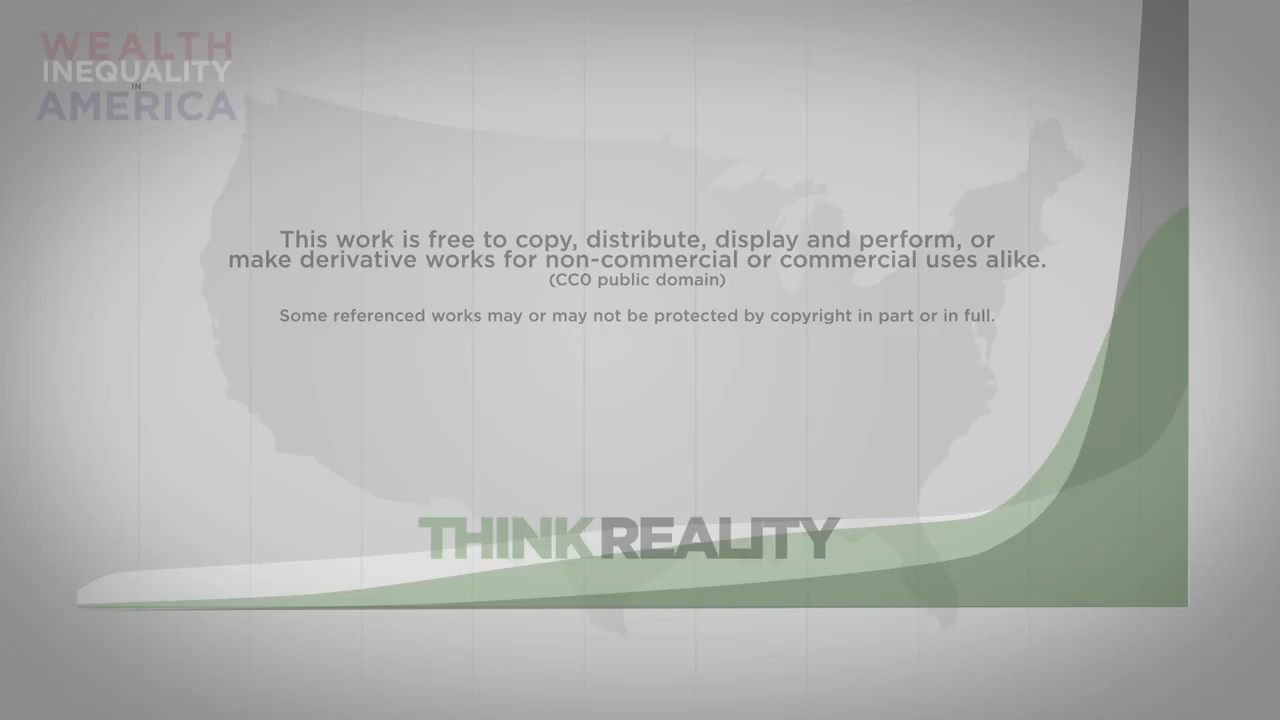 WEALTH
INEQUALITY
IN
AMERICA
This work is free to copy, distribute, display and perform, or
make derivative works for non-commercial or commercial uses alike.
(CC0 public domain)
Some referenced works may or may not be protected by copyright in part or in full.
THINKREALITY